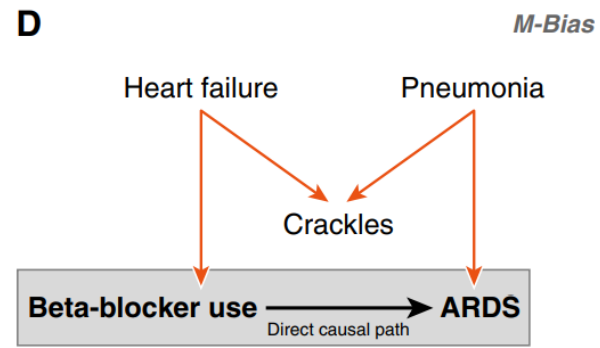 D
M-Bias
Heart failure
Pneumonia
Crackles
Beta-blocker use
ARDS
Direct causal path